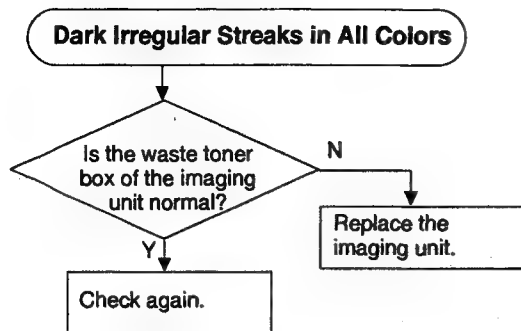 Dark Irregular Streaks in All Colors
Is the waste toner
box of the imaging
unit normal?
N
Replace the
imaging unit.
Y
Check again.